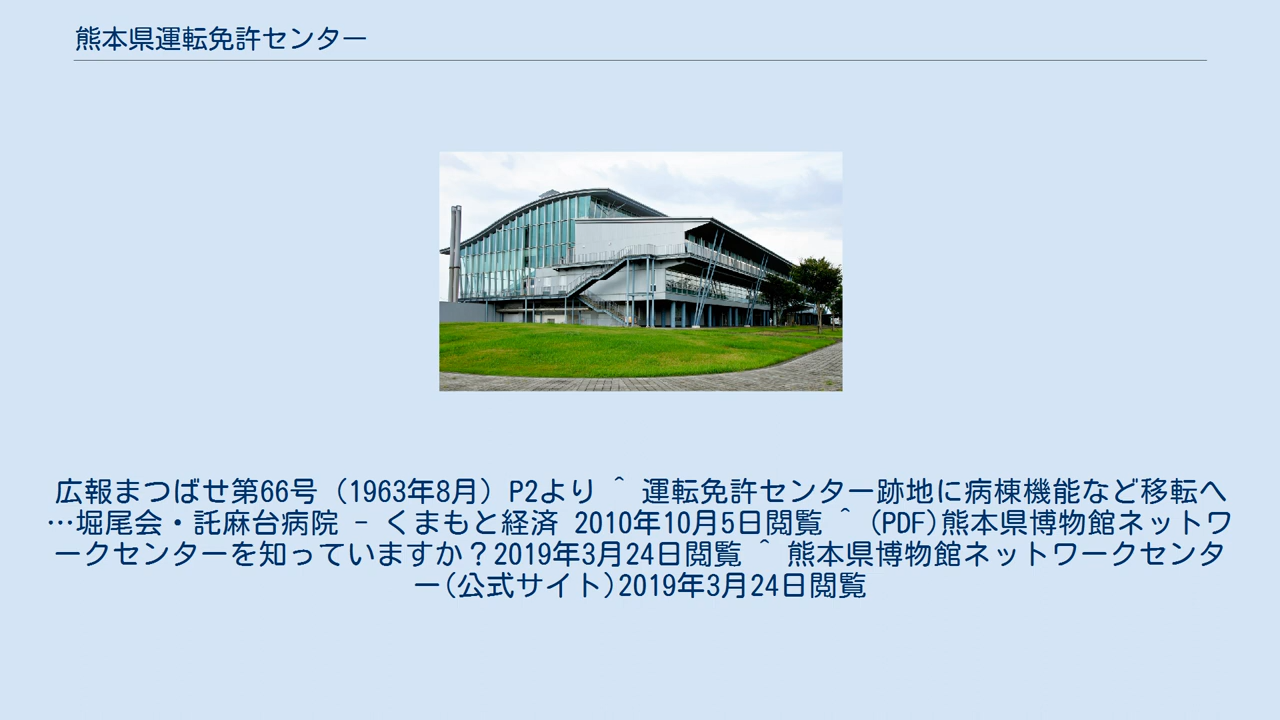 熊本県運転免許センター
広報まつばせ第66号（1963年8月）P2より ^ 運転免許センター跡地に病棟機能など移転へ
…堀尾会・託麻台病院 - くまもと経済 2010年10月5日閲覧 ^ (PDF)熊本県博物館ネットワ
ークセンターを知っていますか？2019年3月24日閲覧 ^ 熊本県博物館ネットワークセンタ
ー(公式サイト)2019年3月24日閲覧